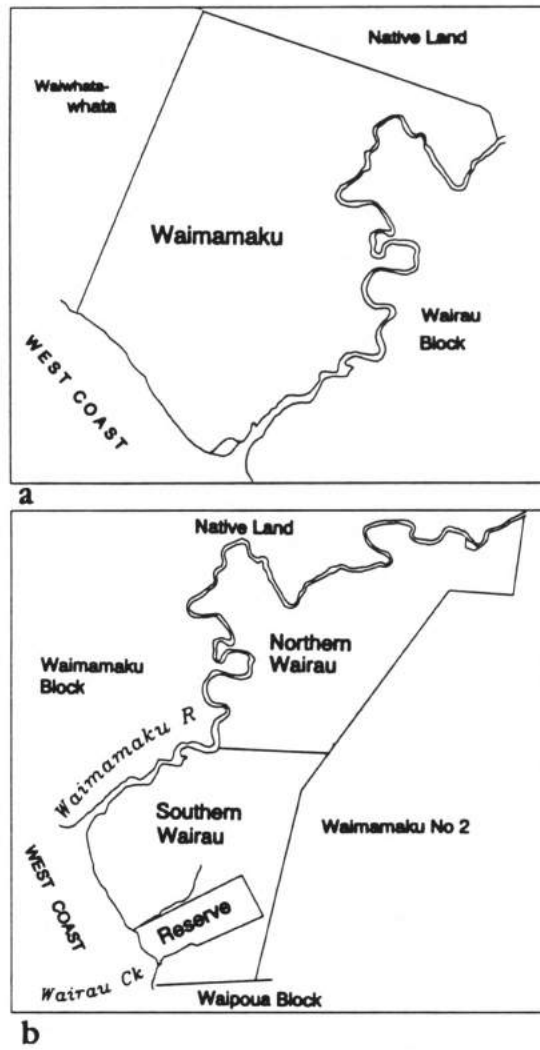 Native Land
Waiwhata-
whata
Waimamaku
Wairau
Block
WEST COAST
a
Native Land
Northern
Wairau
Waimamaku
Block
Waimamaku R
Southern
Wairau
Waimamaku No 2
WEST COAST
Reserve
Wairau Ck
Waipoua Block
b